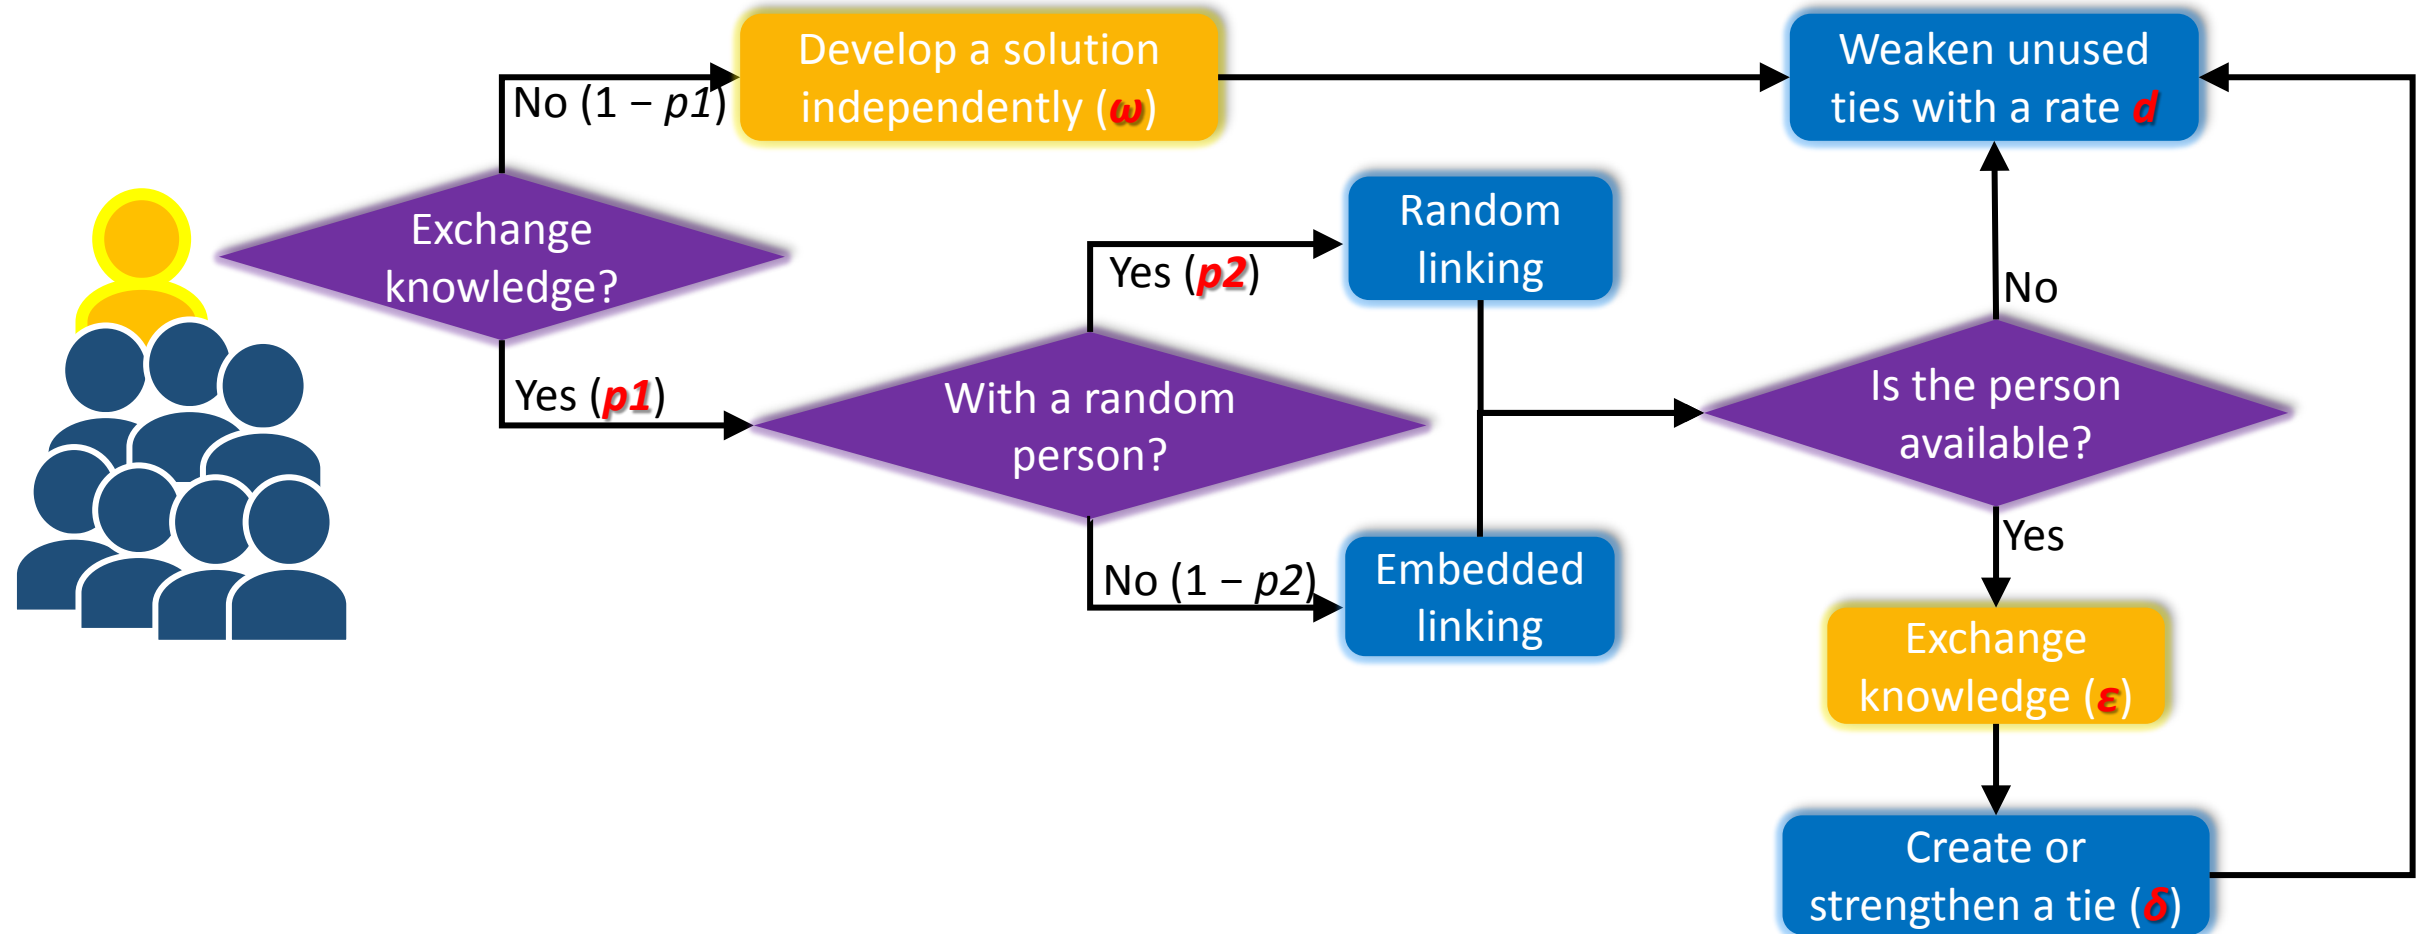 Develop a solution
independently (ω)
No (1 − p1)
Exchange
knowledge?
Yes (p1)
With a random
person?
Yes (p2)
Random
linking
No (1 − p2)
Embedded
linking
Weaken unused
ties with a rate d
No
Is the person
available?
Yes
Exchange
knowledge (ε)
Create or
strengthen a tie (δ)